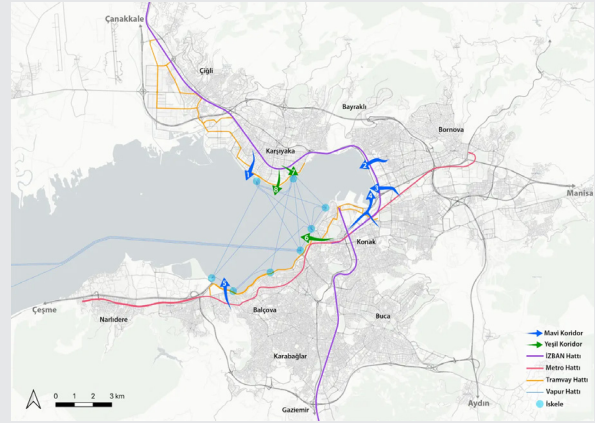 Çanakkale
Çiğli
Bayraklı
Bornova
Karşıyaka
Manisa
Konak
Çeşme
Narlıdere
Balçova
Buca
Karabağlar
Gaziemir
Aydın
Mavi Koridor
Yeşil Koridor
İZBAN Hattı
Metro Hattı
Tramvay Hattı
Vapur Hattı
İskele
0 1 2 3 km